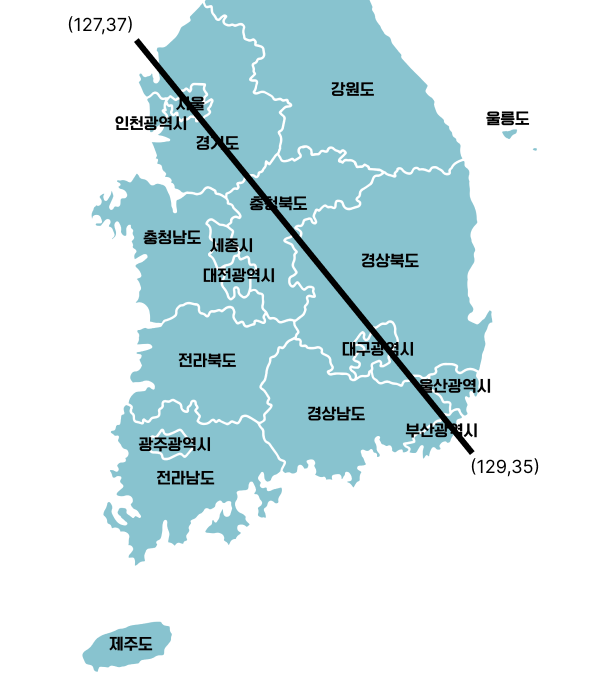 (127,37)
강원도
서울
울릉도
인천광역시
경기도
충청북도
충청남도
세종시
경상북도
대전광역시
대구광역시
전라북도
울산광역시
경상남도
부산광역시
광주광역시
(129,35)
전라남도
제주도